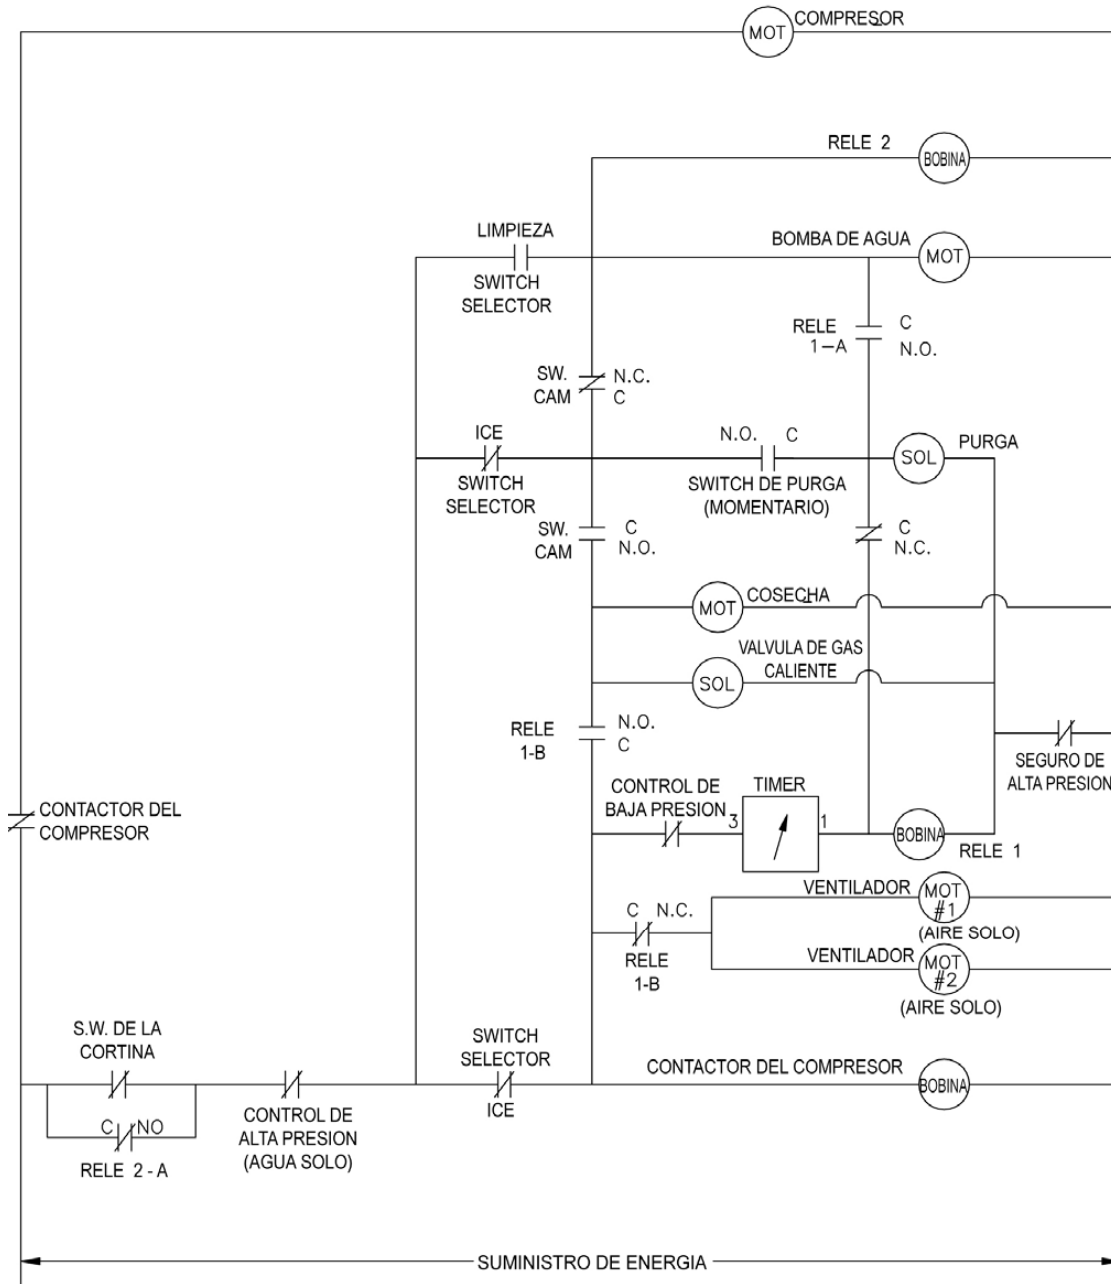 COMPRESOR
MOT
RELE 2
BOBINA
LIMPIEZA
BOMBA DE AGUA
MOT
SWITCH
SELECTOR
RELE
1-A
C
N.O.
SW.
CAM
N.C.
C
ICE
N.O. C
PURGA
SOL
SWITCH
SELECTOR
SWITCH DE PURGA
(MOMENTARIO)
SW.
CAM
C
N.O.
C
N.C.
MOT
COSECHA
VALVULA DE GAS
CALIENTE
SOL
RELE
1-B
N.O.
C
SEGURO DE
ALTA PRESION
CONTROL DE
BAJA PRESION
TIMER
3
1
BOBINA
RELE 1
CONTACTOR DEL
COMPRESOR
VENTILADOR
MOT
#1
(AIRE SOLO)
C N.C.
RELE
1-B
VENTILADOR
MOT
#2
(AIRE SOLO)
S.W. DE LA
CORTINA
SWITCH
SELECTOR
ICE
CONTACTOR DEL COMPRESOR
BOBINA
C NO
RELE 2 - A
CONTROL DE
ALTA PRESION
(AGUA SOLO)
SUMINISTRO DE ENERGIA